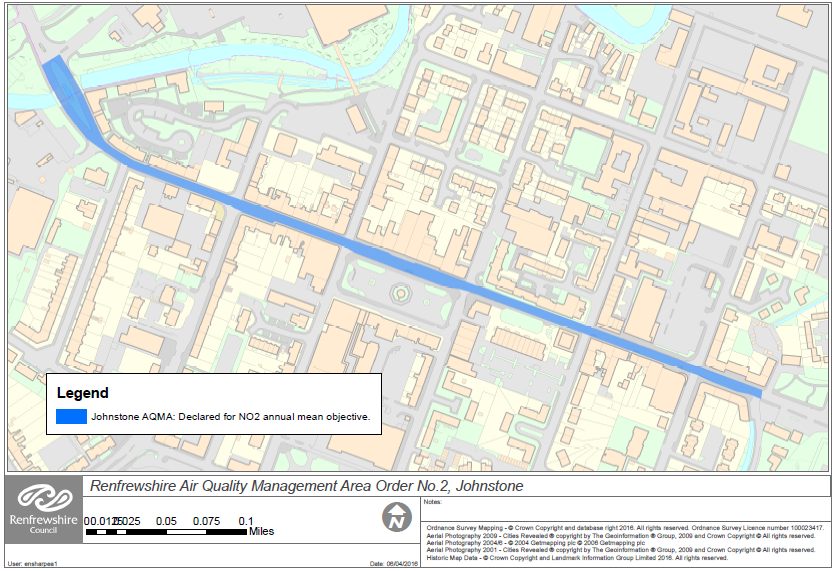 Legend
Johnstone AQMA: Declared for NO2 annual mean objective.
Renfrewshire Air Quality Management Area Order No.2, Johnstone
Renfrewshire
Council
N
0 0.0125 0.025 0.05 0.075 0.1
Miles
Notes:
Ordnance Survey Mapping - © Crown Copyright and database right 2016. All rights reserved. Ordnance Survey Licence number 100023417.
Aerial Photography 2009 - Cities Revealed ® copyright by The GeoInformation ® Group, 2009 and Crown Copyright © All rights reserved.
Aerial Photography 2004/6 - © 2004 Getmapping plc © 2006 Getmapping plc
Aerial Photography 2001 - Cities Revealed ® copyright by The GeoInformation ® Group, 2009 and Crown Copyright © All rights reserved.
Historic Map Data - © Crown Copyright and Landmark Information Group Limited 2016. All rights reserved.
User: ensharpea1
Date: 06/04/2016